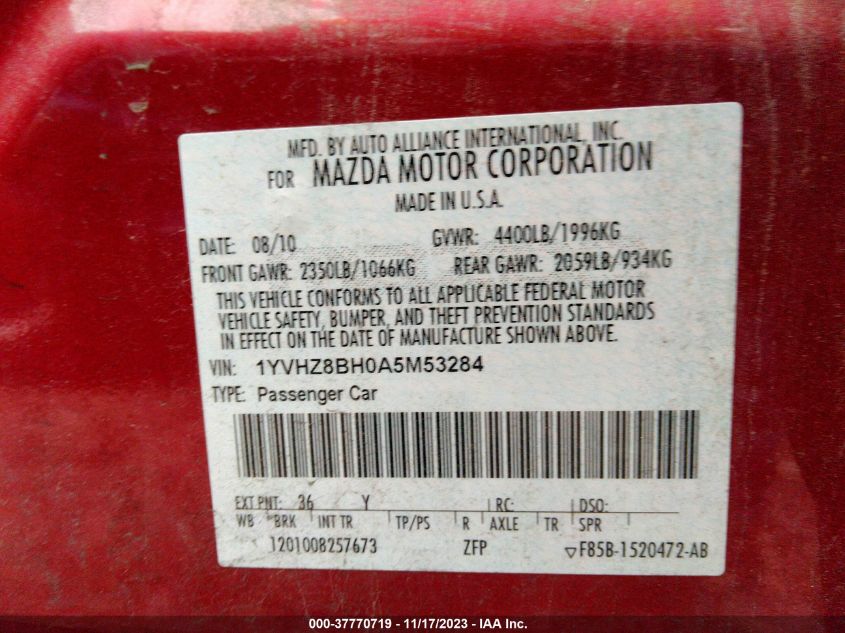 MFD. BY AUTO ALLIANCE INTERNATIONAL, INC.
FOR MAZDA MOTOR CORPORATION
MADE IN U.S.A.
DATE: 08/10 GVWR: 4400LB/1996KG
FRONT GAWR: 2350LB/1066KG REAR GAWR: 2059LB/934KG
THIS VEHICLE CONFORMS TO ALL APPLICABLE FEDERAL MOTOR
VEHICLE SAFETY, BUMPER, AND THEFT PREVENTION STANDARDS
IN EFFECT ON THE DATE OF MANUFACTURE SHOWN ABOVE.
VIN: 1YVHZ8BH0A5M53284
TYPE: Passenger Car
EXT PNT: 36 Y RC: DSO:
WB BRK INT TR TP/PS R AXLE TR SPR
1201008257673 ZFP ▽F85B-1520472-AB
000-37770719 - 11/17/2023 - IAA Inc.